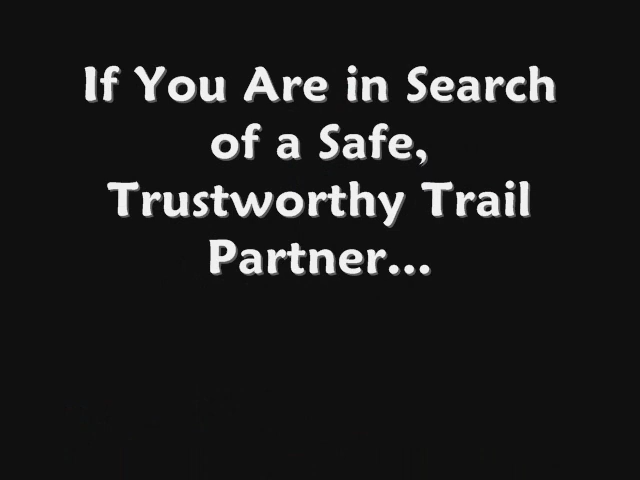 If You Are in Search
of a Safe,
Trustworthy Trail
Partner...